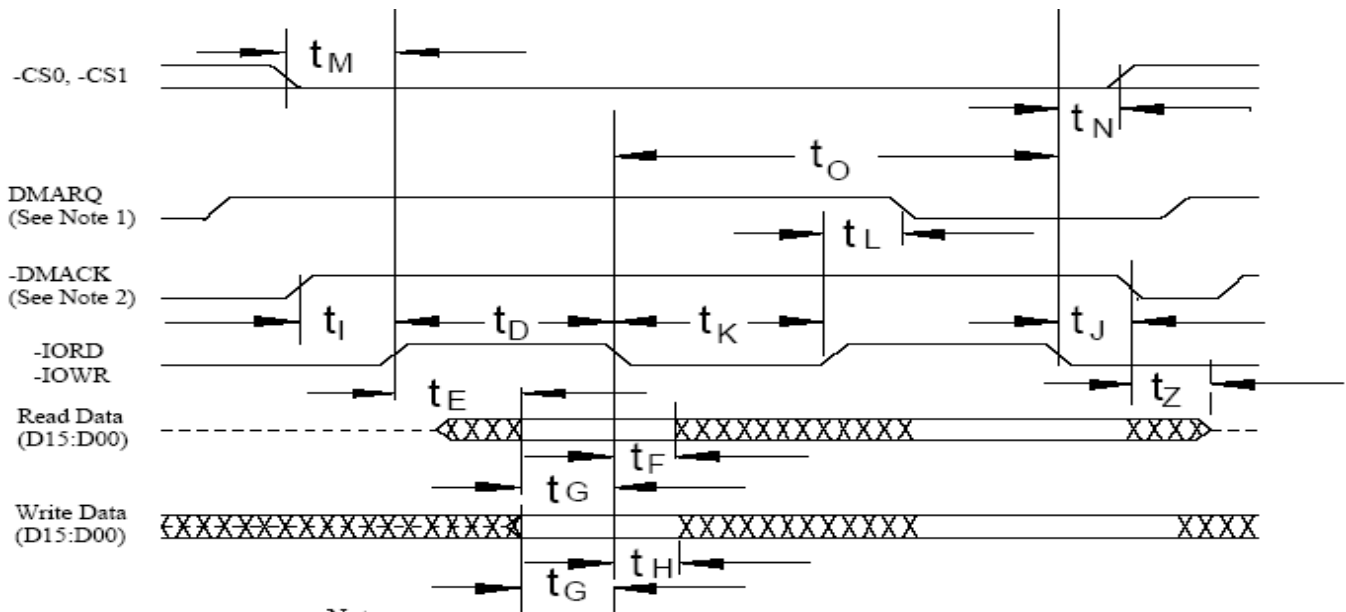 tM
-CS0, -CS1
tN
tO
DMARQ
(See Note 1)
tL
-DMACK
(See Note 2)
tI
tD
tK
tJ
-IORD
-IOWR
tE
tZ
Read Data
(D15:D00)
tF
tG
Write Data
(D15:D00)
tH
tG